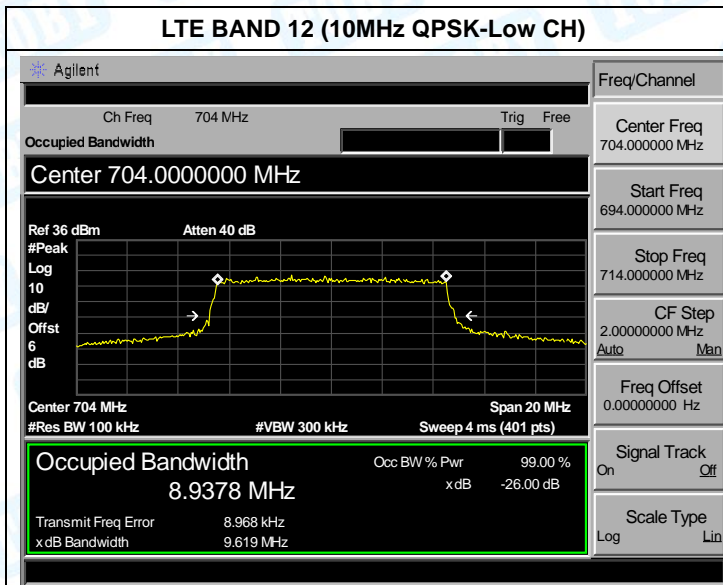 LTE BAND 12 (10MHz QPSK-Low CH)
Agilent
Freq/Channel
Ch Freq 704 MHz Trig Free
Occupied Bandwidth
Center 704.0000000 MHz
Center Freq
704.000000 MHz
Start Freq
694.000000 MHz
Stop Freq
714.000000 MHz
CF Step
2.00000000 MHz
Auto Man
Freq Offset
0.00000000 Hz
Signal Track
On Off
Scale Type
Log Lin
Ref 36 dBm Atten 40 dB
#Peak
Log
10
dB/
Offst
6
dB
Center 704 MHz Span 20 MHz
#Res BW 100 kHz #VBW 300 kHz Sweep 4 ms (401 pts)
Occupied Bandwidth Occ BW % Pwr 99.00 %
8.9378 MHz x dB -26.00 dB
Transmit Freq Error 8.968 kHz
x dB Bandwidth 9.619 MHz